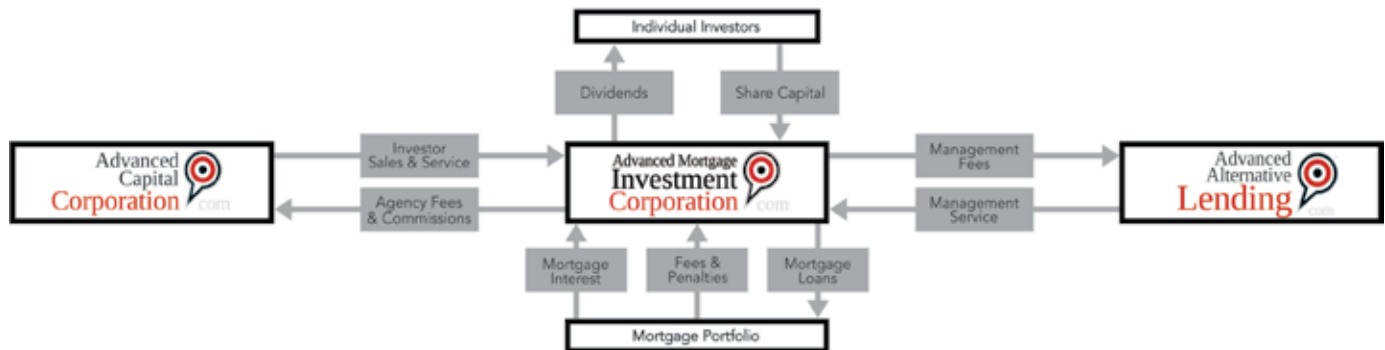 Individual Investors
Dividends
Share Capital
Advanced
Capital
Corporation
.com
Investor
Sales & Service
Agency Fees
& Commissions
Advanced Mortgage
Investment
Corporation
.com
Management
Fees
Management
Service
Advanced
Alternative
Lending
.com
Mortgage
Interest
Fees &
Penalties
Mortgage
Loans
Mortgage Portfolio